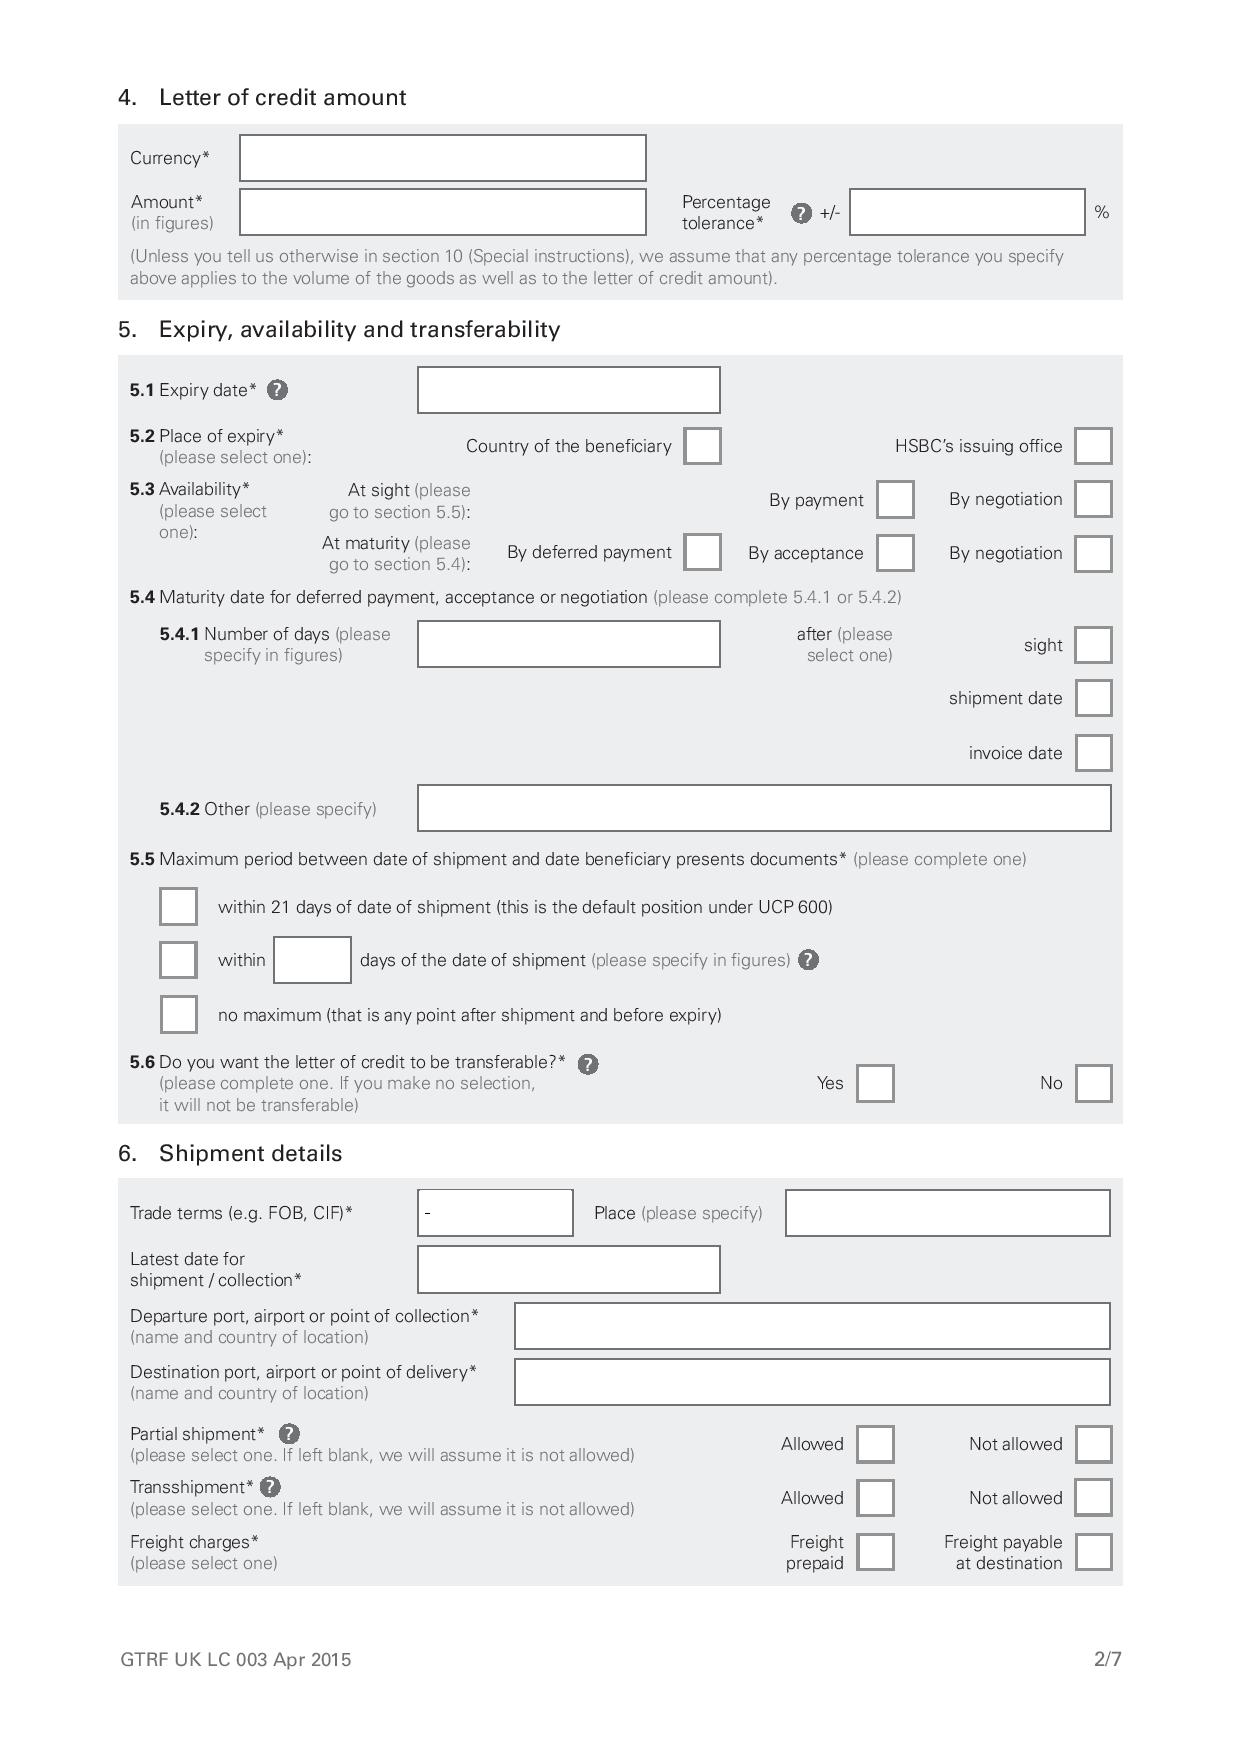 4. Letter of credit amount
Currency*
Amount*
(in figures)
Percentage
tolerance*
? +/-
%
(Unless you tell us otherwise in section 10 (Special instructions), we assume that any percentage tolerance you specify
above applies to the volume of the goods as well as to the letter of credit amount).
5. Expiry, availability and transferability
5.1 Expiry date* ?
5.2 Place of expiry*
(please select one):
Country of the beneficiary
HSBC's issuing office
5.3 Availability*
(please select
one):
At sight (please
go to section 5.5):
By payment
By negotiation
At maturity (please
go to section 5.4):
By deferred payment
By acceptance
By negotiation
5.4 Maturity date for deferred payment, acceptance or negotiation (please complete 5.4.1 or 5.4.2)
5.4.1 Number of days (please
specify in figures)
after (please
select one)
sight
shipment date
invoice date
5.4.2 Other (please specify)
5.5 Maximum period between date of shipment and date beneficiary presents documents* (please complete one)
within 21 days of date of shipment (this is the default position under UCP 600)
within days of the date of shipment (please specify in figures) ?
no maximum (that is any point after shipment and before expiry)
5.6 Do you want the letter of credit to be transferable?* ?
(please complete one. If you make no selection,
it will not be transferable)
Yes
No
6. Shipment details
Trade terms (e.g. FOB, CIF)*
-
Place (please specify)
Latest date for
shipment / collection*
Departure port, airport or point of collection*
(name and country of location)
Destination port, airport or point of delivery*
(name and country of location)
Partial shipment* ?
(please select one. If left blank, we will assume it is not allowed)
Allowed
Not allowed
Transshipment* ?
(please select one. If left blank, we will assume it is not allowed)
Allowed
Not allowed
Freight charges*
(please select one)
Freight
prepaid
Freight payable
at destination
GTRF UK LC 003 Apr 2015
2/7